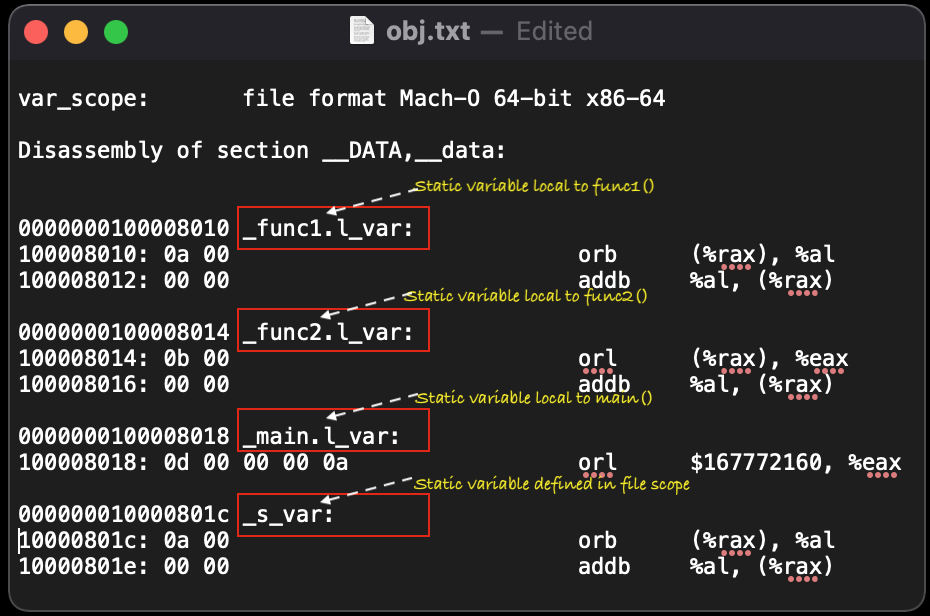 obj.txt — Edited
var_scope: file format Mach-O 64-bit x86-64
Disassembly of section __DATA,__data:
Static variable local to func1()
0000000100008010 _func1.l_var:
100008010: 0a 00 orb (%rax), %al
100008012: 00 00 addb %al, (%rax)
Static variable local to func2()
0000000100008014 _func2.l_var:
100008014: 0b 00 orl (%rax), %eax
100008016: 00 00 addb %al, (%rax)
Static variable local to main()
0000000100008018 _main.l_var:
100008018: 0d 00 00 00 0a orl $167772160, %eax
Static variable defined in file scope
000000010000801c _s_var:
10000801c: 0a 00 orb (%rax), %al
10000801e: 00 00 addb %al, (%rax)